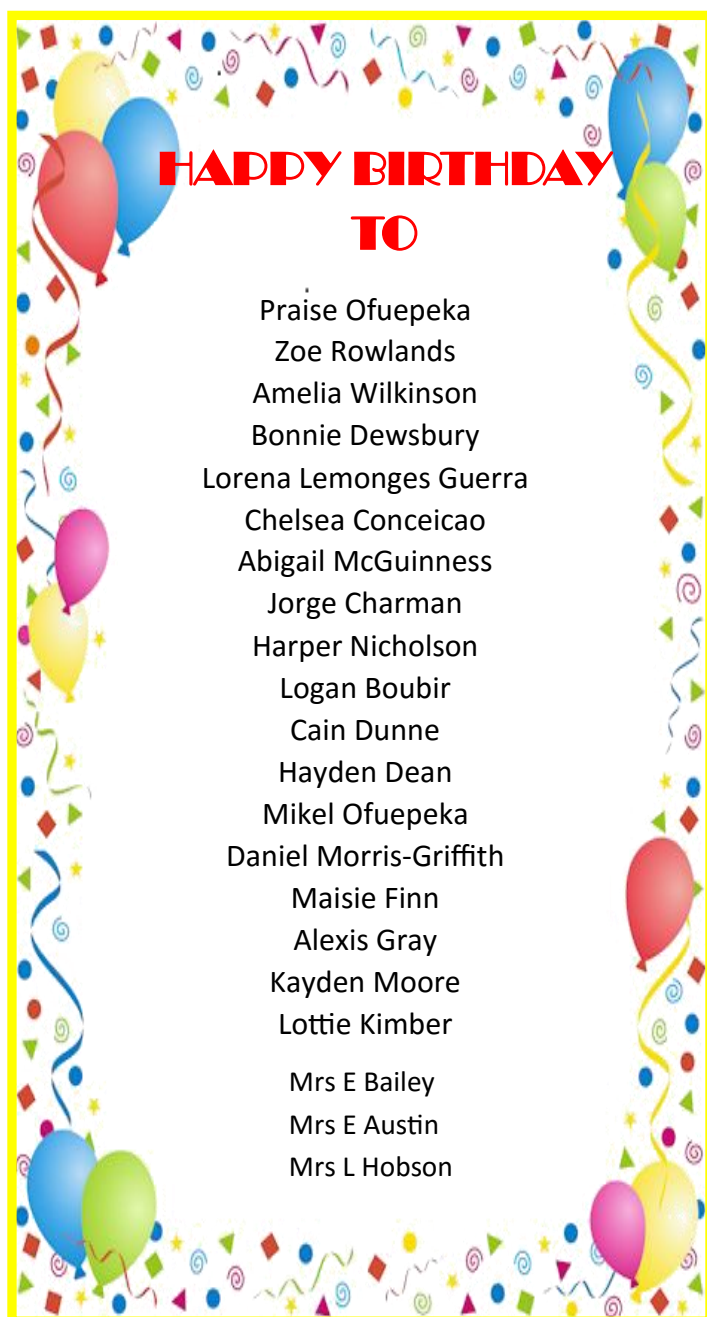 HAPPY BIRTHDAY
TO
Praise Ofuepeka
Zoe Rowlands
Amelia Wilkinson
Bonnie Dewsbury
Lorena Lemonges Guerra
Chelsea Conceicao
Abigail McGuinness
Jorge Charman
Harper Nicholson
Logan Boubir
Cain Dunne
Hayden Dean
Mikel Ofuepeka
Daniel Morris-Griffith
Maisie Finn
Alexis Gray
Kayden Moore
Lottie Kimber
Mrs E Bailey
Mrs E Austin
Mrs L Hobson